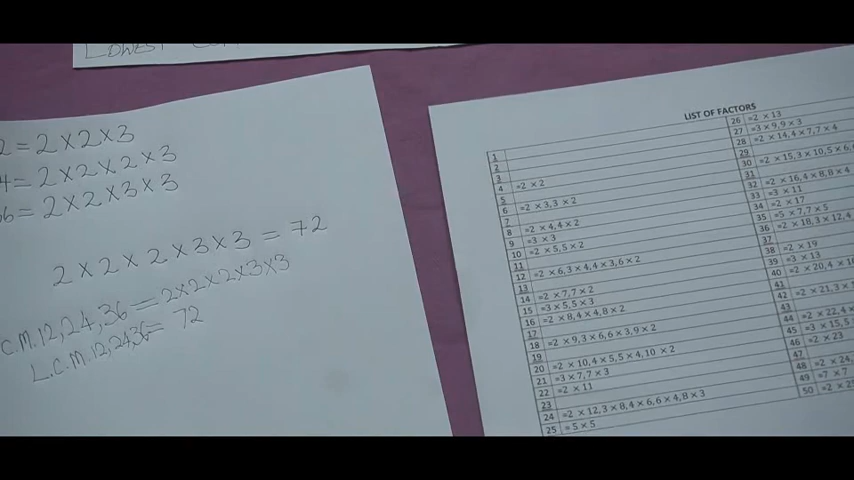 LOWEST
2=2×2×3
4=2×2×2×3
36=2×2×3×3
2×2×2×3×3=72
C.M.12,24,36=2×2×2×3×3
L.C.M.12,24,36=72
LIST OF FACTORS
1
2
3
4 =2 × 2
5
6 =2 × 3,3 × 2
7
8 =2 × 4,4 × 2
9 =3 × 3
10 =2 × 5,5 × 2
11
12 =2 × 6,3 × 4,4 × 3,6 × 2
13
14 =2 × 7,7 × 2
15 =3 × 5,5 × 3
16 =2 × 8,4 × 4,8 × 2
17
18 =2 × 9,3 × 6,6 × 3,9 × 2
19
20 =2 × 10,4 × 5,5 × 4,10 × 2
21 =3 × 7,7 × 3
22 =2 × 11
23
24 =2 × 12,3 × 8,4 × 6,6 × 4,8 × 3
25 = 5 × 5
26 =2 × 13
27 =3 × 9,9 × 3
28 =2 × 14,4 × 7,7 × 4
29
30 =2 × 15,3 × 10,5 × 6,6
31
32 =2 × 16,4 × 8,8 × 4
33 =3 × 11
34 =2 × 17
35 =5 × 7,7 × 5
36 =2 × 18,3 × 12,4
37
38 =2 × 19
39 =3 × 13
40 =2 × 20,4 × 10
41
42 =2 × 21,3 ×
43
44 =2 × 22,4
45 =3 × 15,5
46 =2 × 23
47
48 =2 × 24,
49 =7 × 7
50 =2 × 25